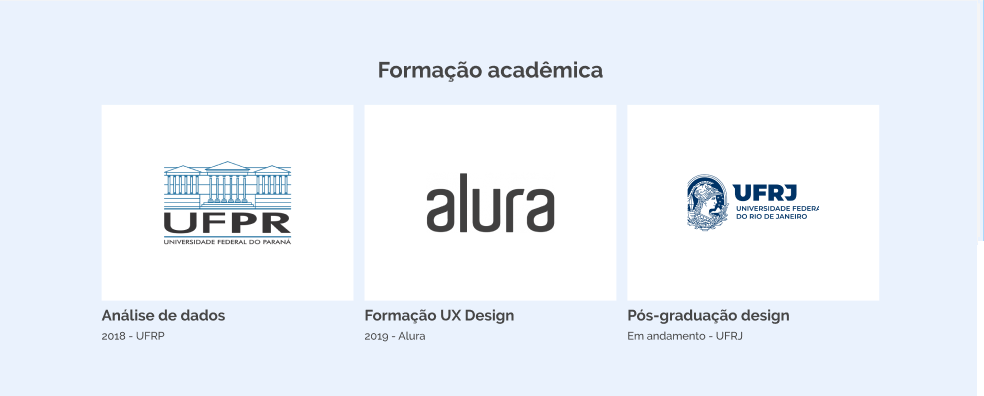 Formação acadêmica
UFPR
UNIVERSIDADE FEDERAL DO PARANÁ
alura
UFRJ
UNIVERSIDADE FEDERA
DO RIO DE JANEIRO
Análise de dados
2018 - UFRP
Formação UX Design
2019 - Alura
Pós-graduação design
Em andamento - UFRJ